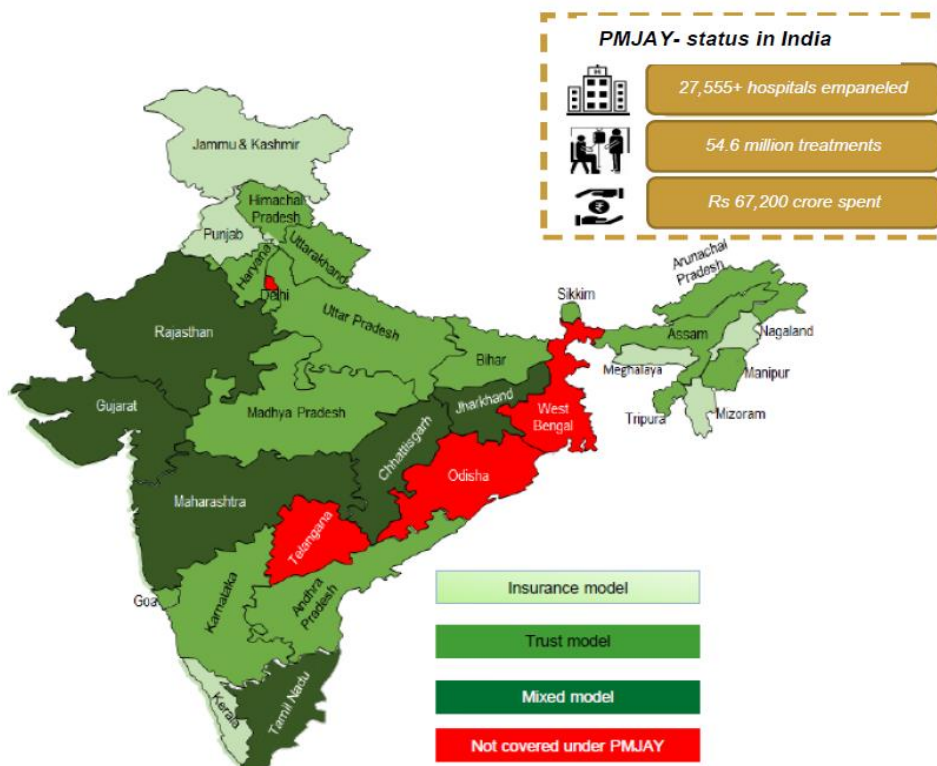 PMJAY- status in India
27,555+ hospitals empaneled
54.6 million treatments
Rs 67,200 crore spent
Jammu & Kashmir
Himachal
Pradesh
Punjab
Uttarakhand
Haryana
Delhi
Arunachal
Pradesh
Sikkim
Rajasthan
Uttar Pradesh
Assam
Nagaland
Bihar
Meghalaya
Manipur
Gujarat
Madhya Pradesh
Jharkhand
West
Bengal
Tripura
Mizoram
Chhattisgarh
Odisha
Maharashtra
Telangana
Goa
Karnataka
Andhra
Pradesh
Kerala
Tamil Nadu
Insurance model
Trust model
Mixed model
Not covered under PMJAY